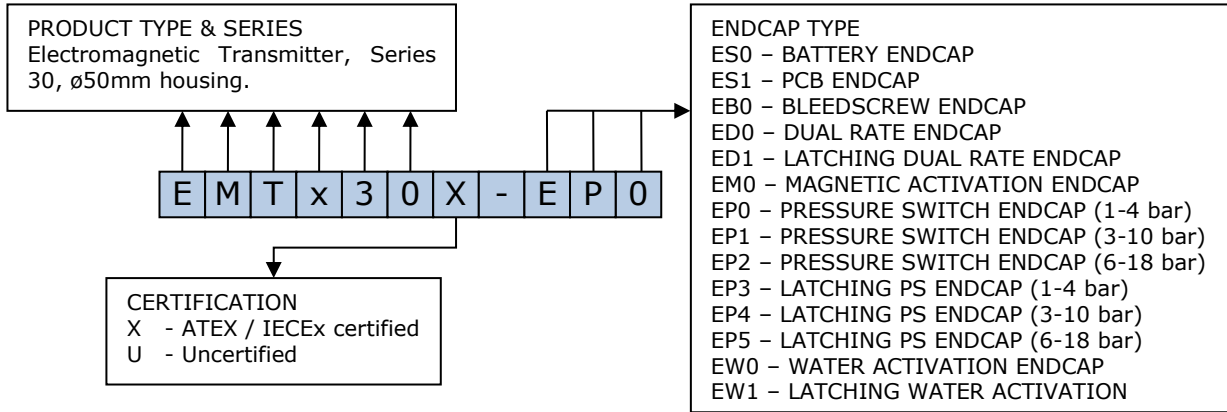 PRODUCT TYPE & SERIES
Electromagnetic Transmitter, Series
30, ø50mm housing.
EMTx30X-EP0
CERTIFICATION
X - ATEX / IECEx certified
U - Uncertified
ENDCAP TYPE
ES0 – BATTERY ENDCAP
ES1 – PCB ENDCAP
EB0 – BLEEDSCREW ENDCAP
ED0 – DUAL RATE ENDCAP
ED1 – LATCHING DUAL RATE ENDCAP
EM0 – MAGNETIC ACTIVATION ENDCAP
EP0 – PRESSURE SWITCH ENDCAP (1-4 bar)
EP1 – PRESSURE SWITCH ENDCAP (3-10 bar)
EP2 – PRESSURE SWITCH ENDCAP (6-18 bar)
EP3 – LATCHING PS ENDCAP (1-4 bar)
EP4 – LATCHING PS ENDCAP (3-10 bar)
EP5 – LATCHING PS ENDCAP (6-18 bar)
EW0 – WATER ACTIVATION ENDCAP
EW1 – LATCHING WATER ACTIVATION